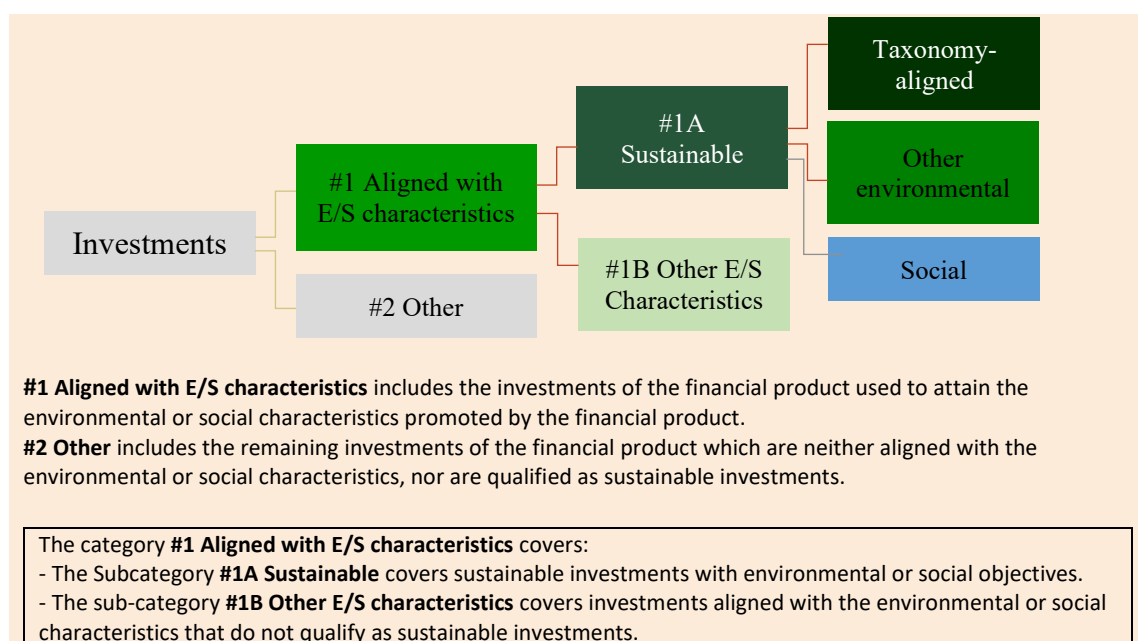 Taxonomy-
aligned
#1A
Sustainable
Other
environmental
#1 Aligned with
E/S characteristics
Investments
Social
#1B Other E/S
Characteristics
#2 Other
#1 Aligned with E/S characteristics includes the investments of the financial product used to attain the
environmental or social characteristics promoted by the financial product.
#2 Other includes the remaining investments of the financial product which are neither aligned with the
environmental or social characteristics, nor are qualified as sustainable investments.
The category #1 Aligned with E/S characteristics covers:
- The Subcategory #1A Sustainable covers sustainable investments with environmental or social objectives.
- The sub-category #1B Other E/S characteristics covers investments aligned with the environmental or social
characteristics that do not qualify as sustainable investments.